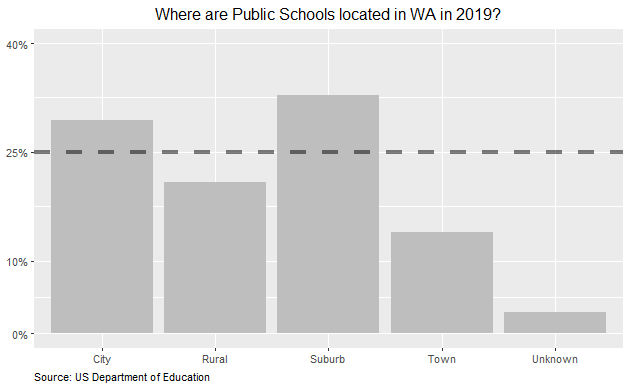 Where are Public Schools located in WA in 2019?
40%
25%
10%
0%
City Rural Suburb Town Unknown
Source: US Department of Education